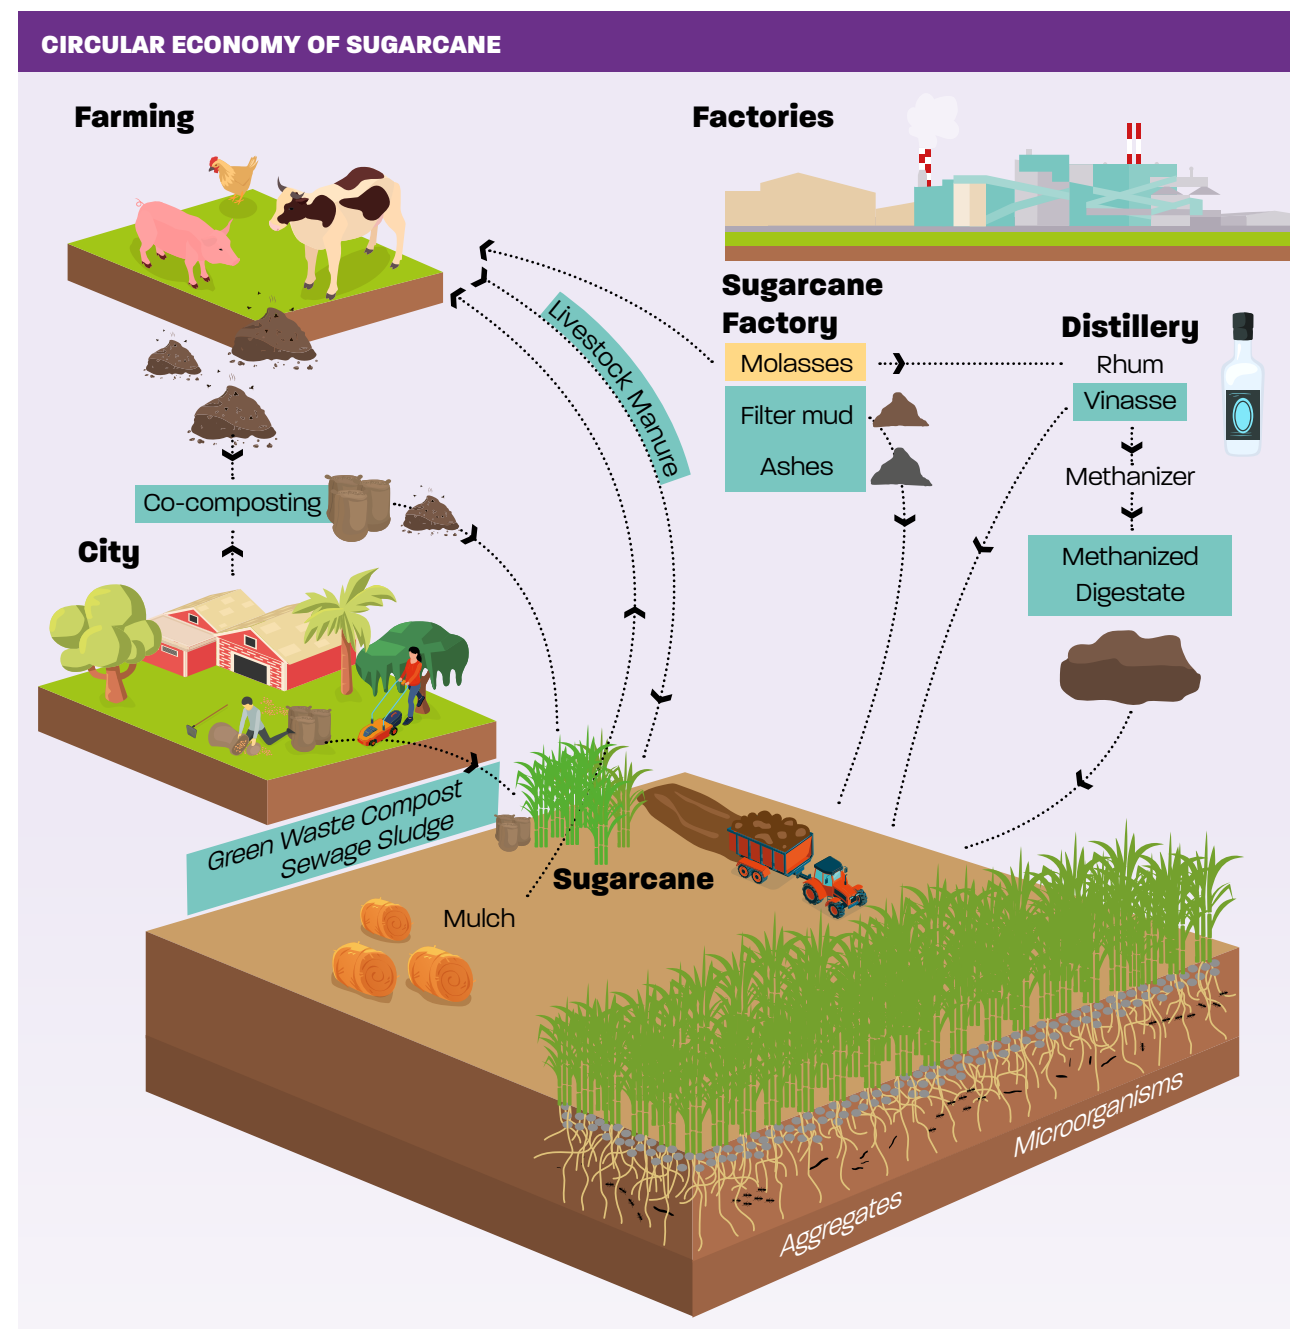 CIRCULAR ECONOMY OF SUGARCANE
Farming
Factories
Sugarcane
Factory
Distillery
Molasses
Rhum
Filter mud
Vinasse
Ashes
Methanizer
Methanized
Digestate
Livestock Manure
Co-composting
City
Green Waste Compost
Sewage Sludge
Sugarcane
Mulch
Microorganisms
Aggregates